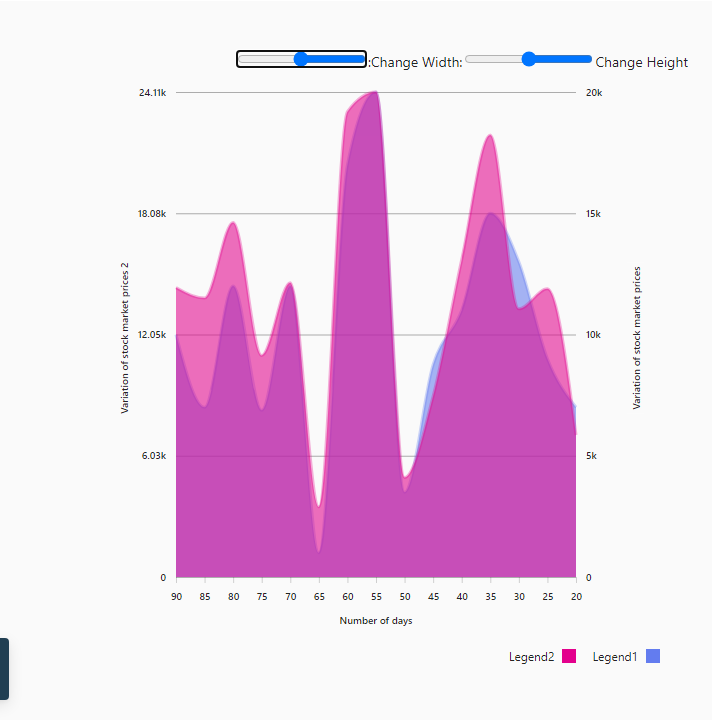 :Change Width: Change Height
24.11k 20k
18.08k 15k
12.05k 10k
6.03k 5k
0 0
Variation of stock market prices 2
Variation of stock market prices
90 85 80 75 70 65 60 55 50 45 40 35 30 25 20
Number of days
Legend2 Legend1